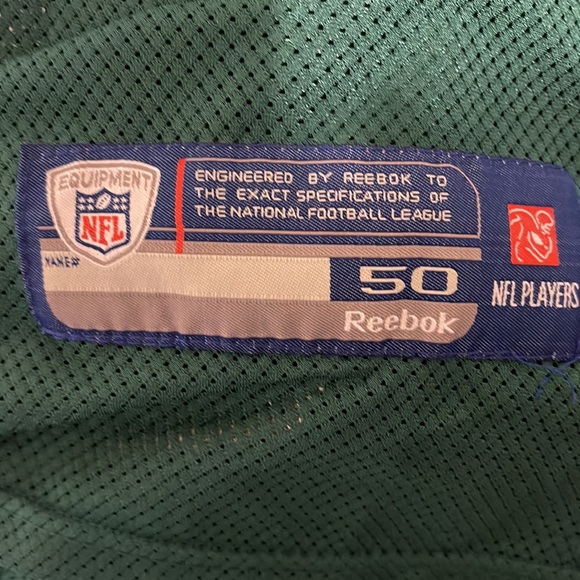 EQUIPMENT
NFL
ENGINEERED BY REEBOK TO
THE EXACT SPECIFICATIONS OF
THE NATIONAL FOOTBALL LEAGUE
NAME#
50
Reebok
NFL PLAYERS